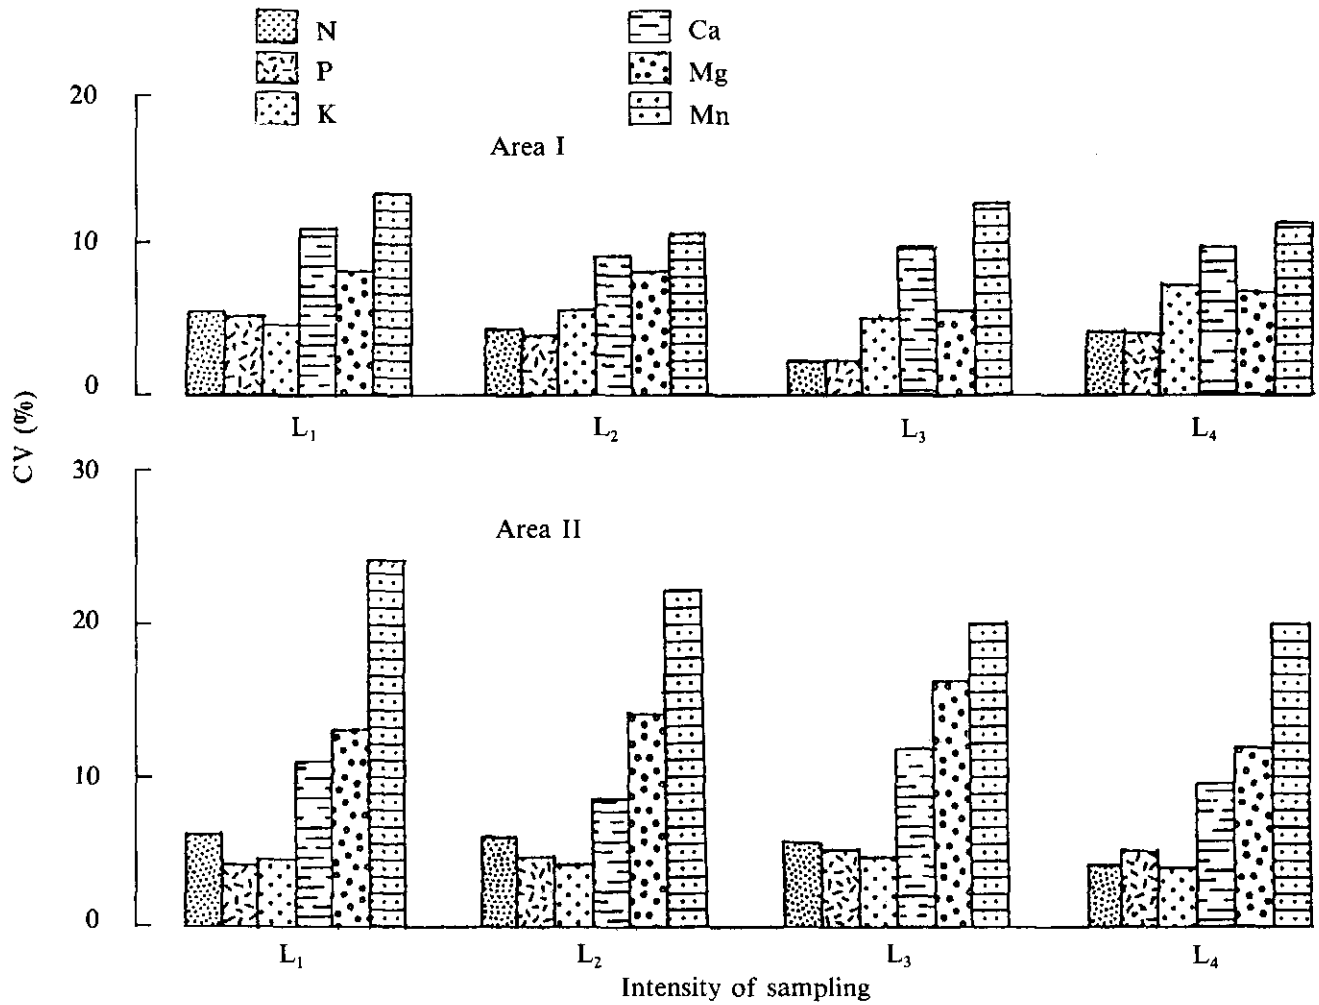 N
P
K
Ca
Mg
Mn
20
10
0
Area I
L₁ L₂ L₃ L₄
CV (%)
30
20
10
0
Area II
L₁ L₂ L₃ L₄
Intensity of sampling